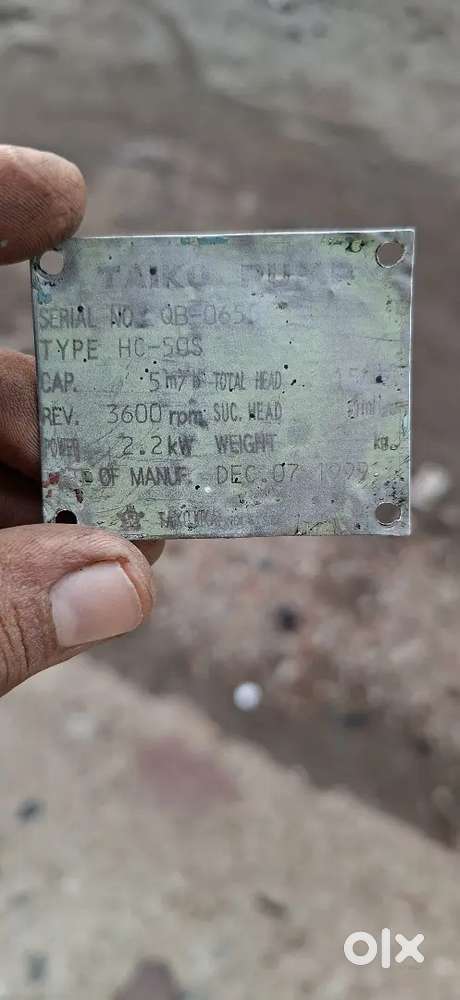 TAIKO PUMP
SERIAL NO. QB-065
TYPE HC-50S
CAP. 5 m³/h TOTAL HEAD
REV. 3600 rpm SUC. HEAD
POWER 2.2kW WEIGHT kg
OF MANUF. DEC.07.1999
olx